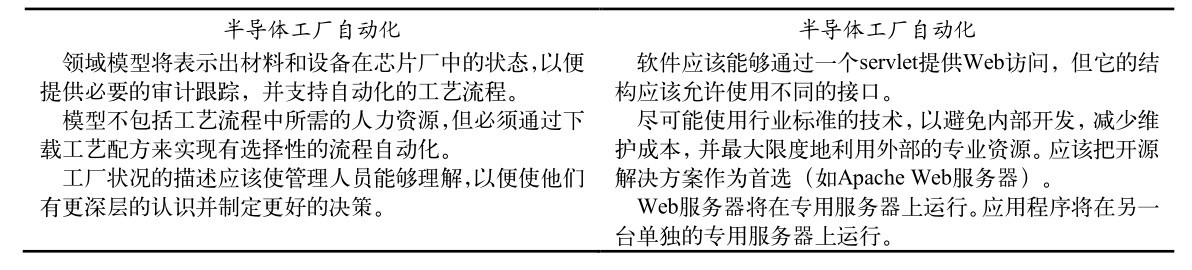 半导体工厂自动化
领域模型将表示出材料和设备在芯片厂中的状态,以便
提供必要的审计跟踪，并支持自动化的工艺流程。
模型不包括工艺流程中所需的人力资源,但必须通过下
载工艺配方来实现有选择性的流程自动化。
工厂状况的描述应该使管理人员能够理解,以便使他们
有更深层的认识并制定更好的决策。
半导体工厂自动化
软件应该能够通过一个servlet提供Web访问，但它的结
构应该允许使用不同的接口。
尽可能使用行业标准的技术，以避免内部开发，减少维
护成本，并最大限度地利用外部的专业资源。应该把开源
解决方案作为首选（如Apache Web服务器）。
Web服务器将在专用服务器上运行。应用程序将在另一
台单独的专用服务器上运行。